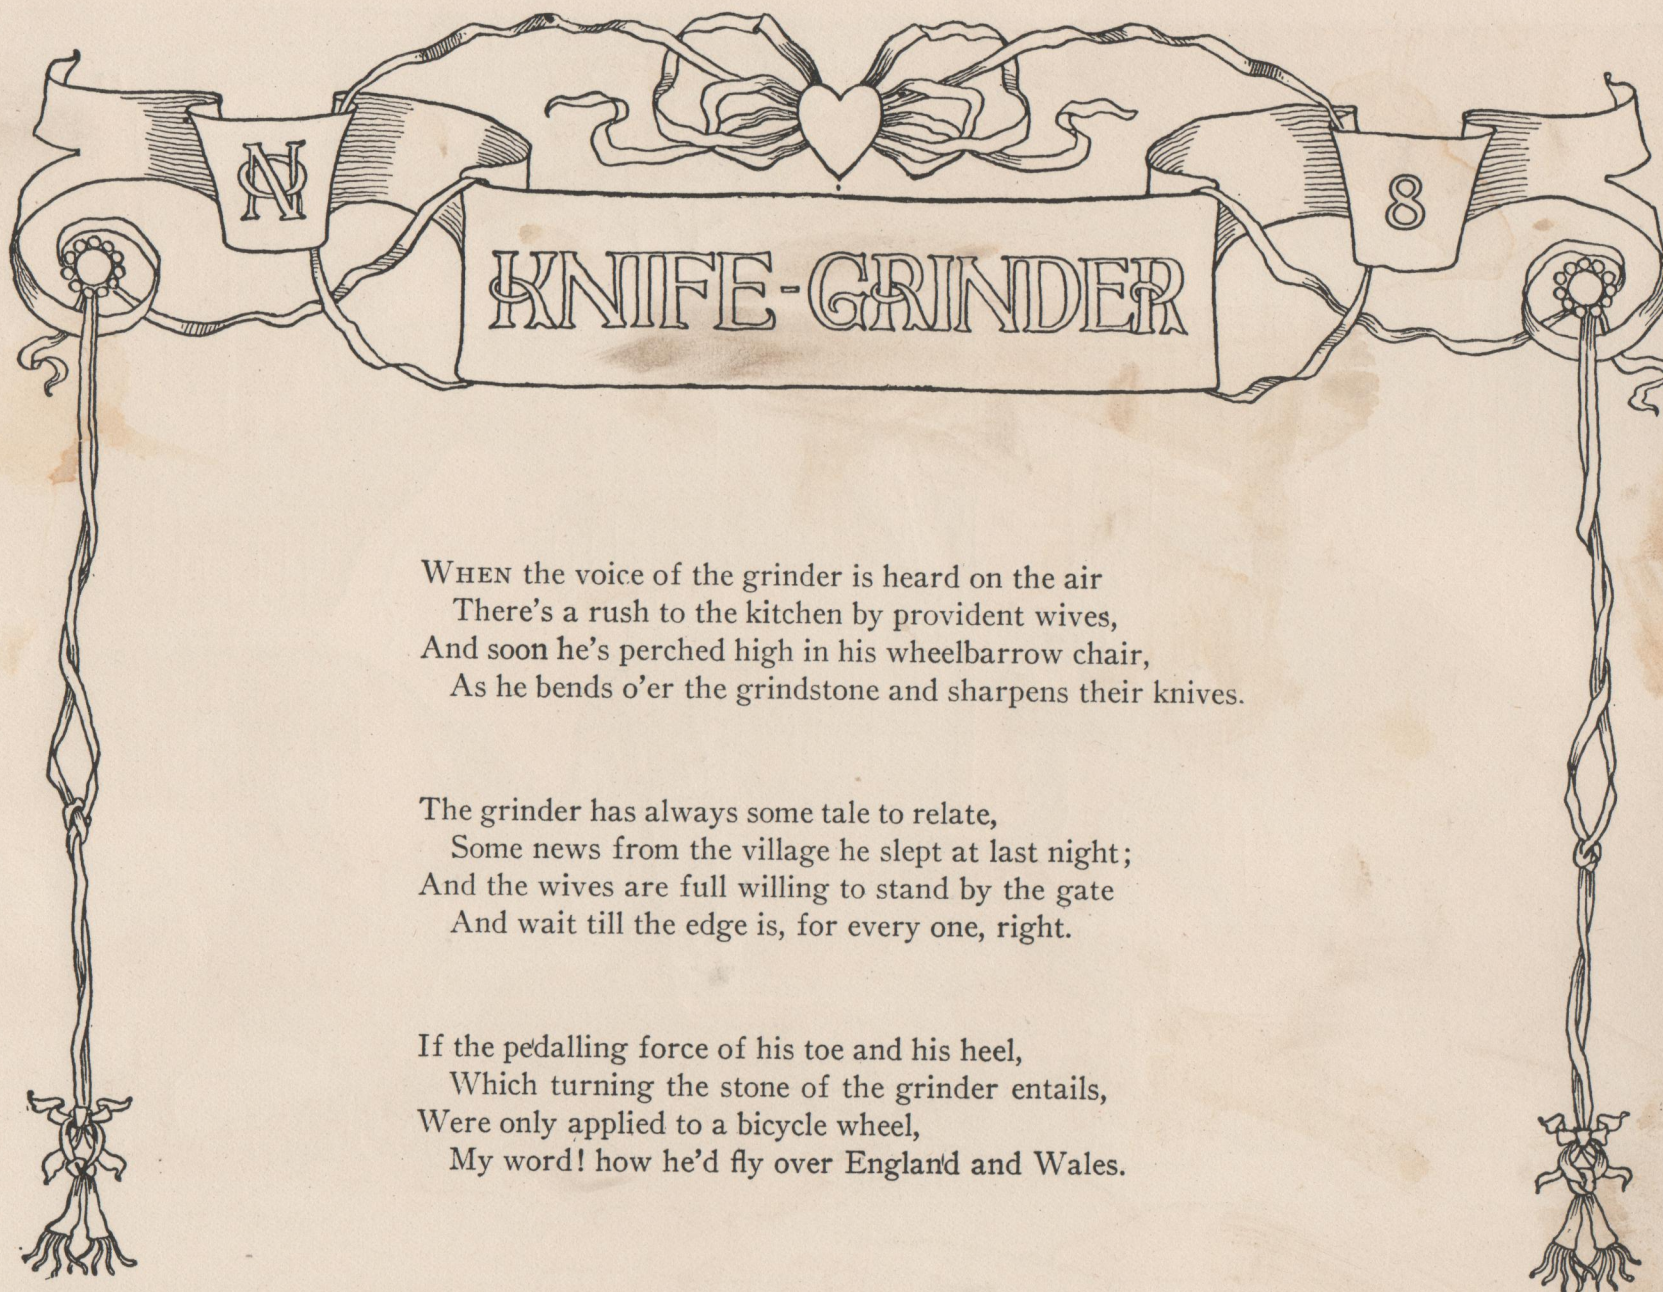 NO 8
KNIFE-GRINDER
WHEN the voice of the grinder is heard on the air
There's a rush to the kitchen by provident wives,
And soon he's perched high in his wheelbarrow chair,
As he bends o'er the grindstone and sharpens their knives.
The grinder has always some tale to relate,
Some news from the village he slept at last night;
And the wives are full willing to stand by the gate
And wait till the edge is, for every one, right.
If the pedalling force of his toe and his heel,
Which turning the stone of the grinder entails,
Were only applied to a bicycle wheel,
My word! how he'd fly over England and Wales.